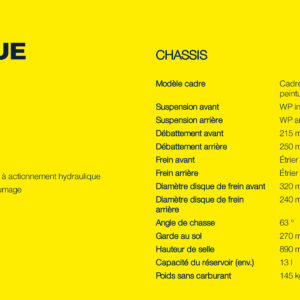 UE
à actionnement hydraulique
CHASSIS
Modèle cadre Cadre
Suspension avant WP
Suspension arrière WP
Débattement avant 215
Débattement arrière 250
Frein avant Étrier
Frein arrière Étrier
Diamètre disque de frein avant 320
Diamètre disque de frein 240
arrière
Angle de chasse 63 °
Garde au sol 270
Hauteur de selle 890
Capacité du réservoir (env.) 13 l
Poids sans carburant 145